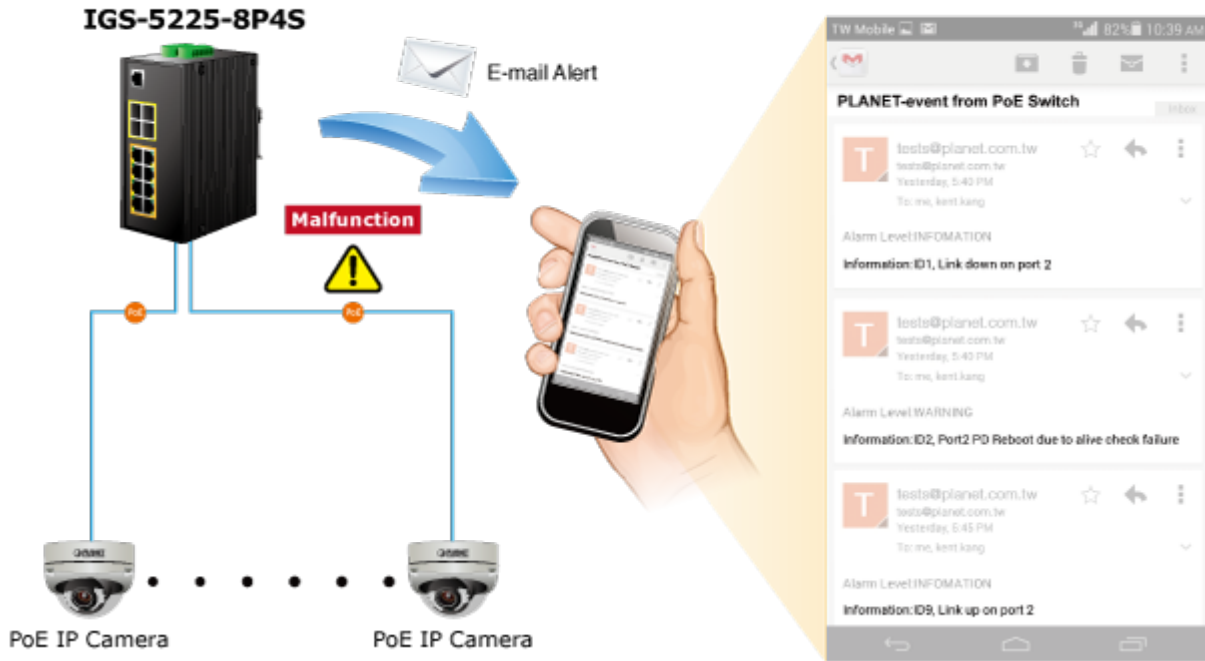 IGS-5225-8P4S
E-mail Alert
Malfunction
PoE
PoE
PLANET
PLANET
PoE IP Camera
PoE IP Camera
TW Mobile
3G
82%
10:39 AM
PLANET-event from PoE Switch
Inbox
T
tests@planet.com.tw
tests@planet.com.tw
Yesterday, 5:40 PM
To: me, kent.kang
Alarm Level:INFOMATION
Information:ID1, Link down on port 2
T
tests@planet.com.tw
tests@planet.com.tw
Yesterday, 5:40 PM
To: me, kent.kang
Alarm Level:WARNING
Information:ID2, Port2 PD Reboot due to alive check failure
T
tests@planet.com.tw
tests@planet.com.tw
Yesterday, 5:45 PM
To: me, kent.kang
Alarm Level:INFOMATION
Information:ID9, Link up on port 2